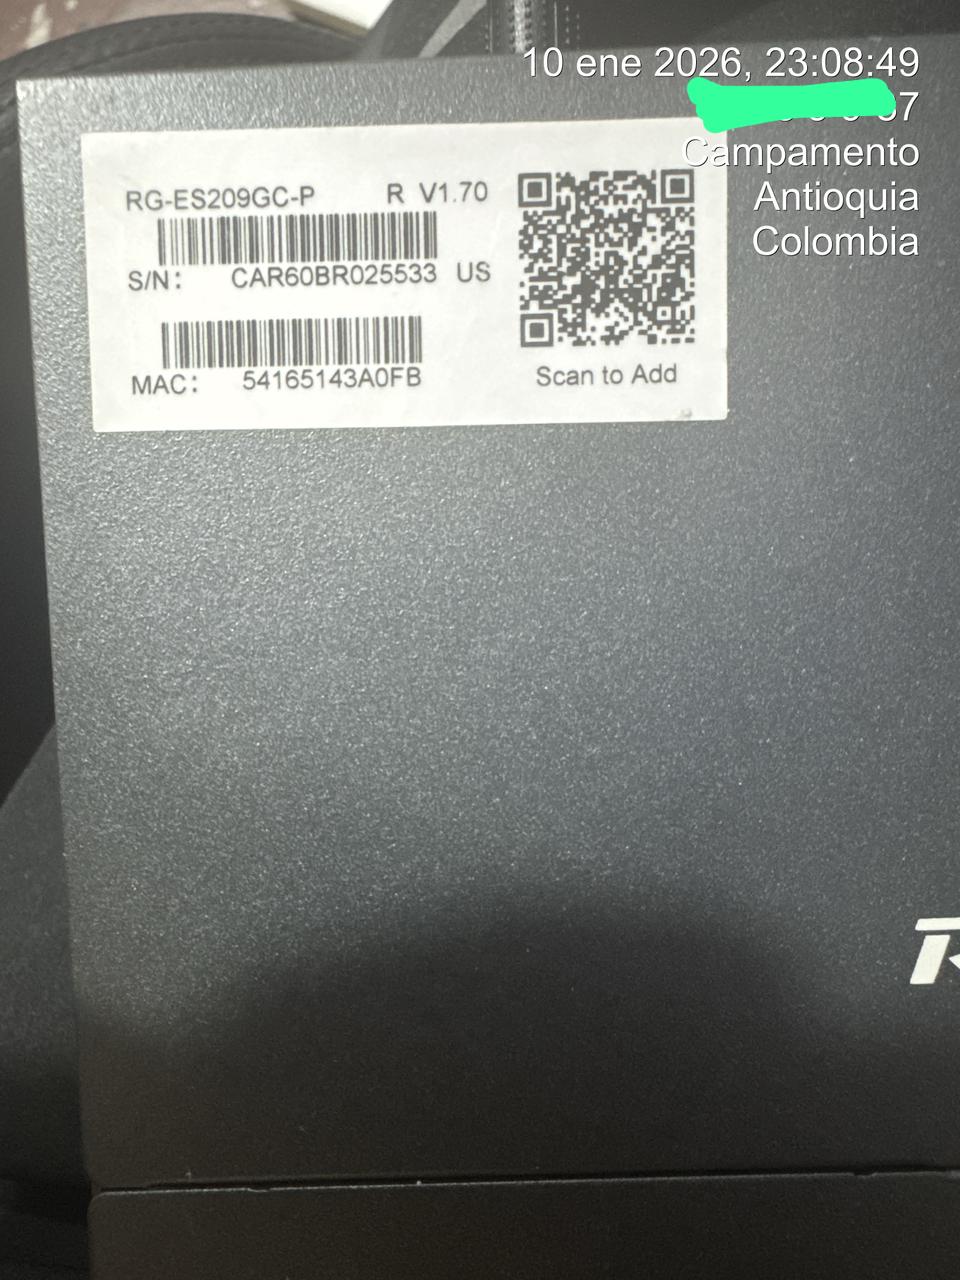 10 ene 2026, 23:08:49
Campamento
Antioquia
Colombia
RG-ES209GC-P R V1.70
S/N: CAR60BR025533 US
MAC: 54165143A0FB
Scan to Add